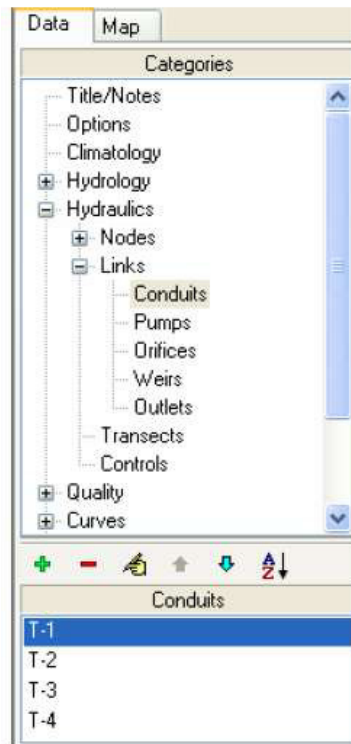 Data Map
Categories
Title/Notes
Options
Climatology
Hydrology
Hydraulics
Nodes
Links
Conduits
Pumps
Orifices
Weirs
Outlets
Transects
Controls
Quality
Curves
A
Z
Conduits
T-1
T-2
T-3
T-4